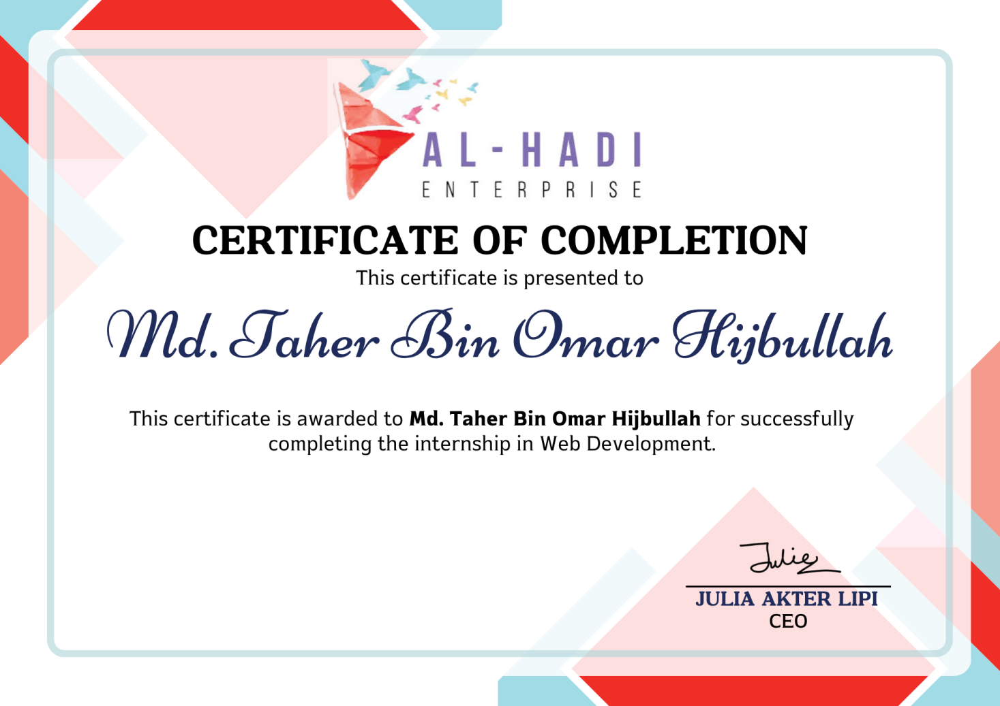 AL-HADI
ENTERPRISE
CERTIFICATE OF COMPLETION
This certificate is presented to
Md. Taher Bin Omar Hijbullah
This certificate is awarded to Md. Taher Bin Omar Hijbullah for successfully
completing the internship in Web Development.
Julie
JULIA AKTER LIPI
CEO